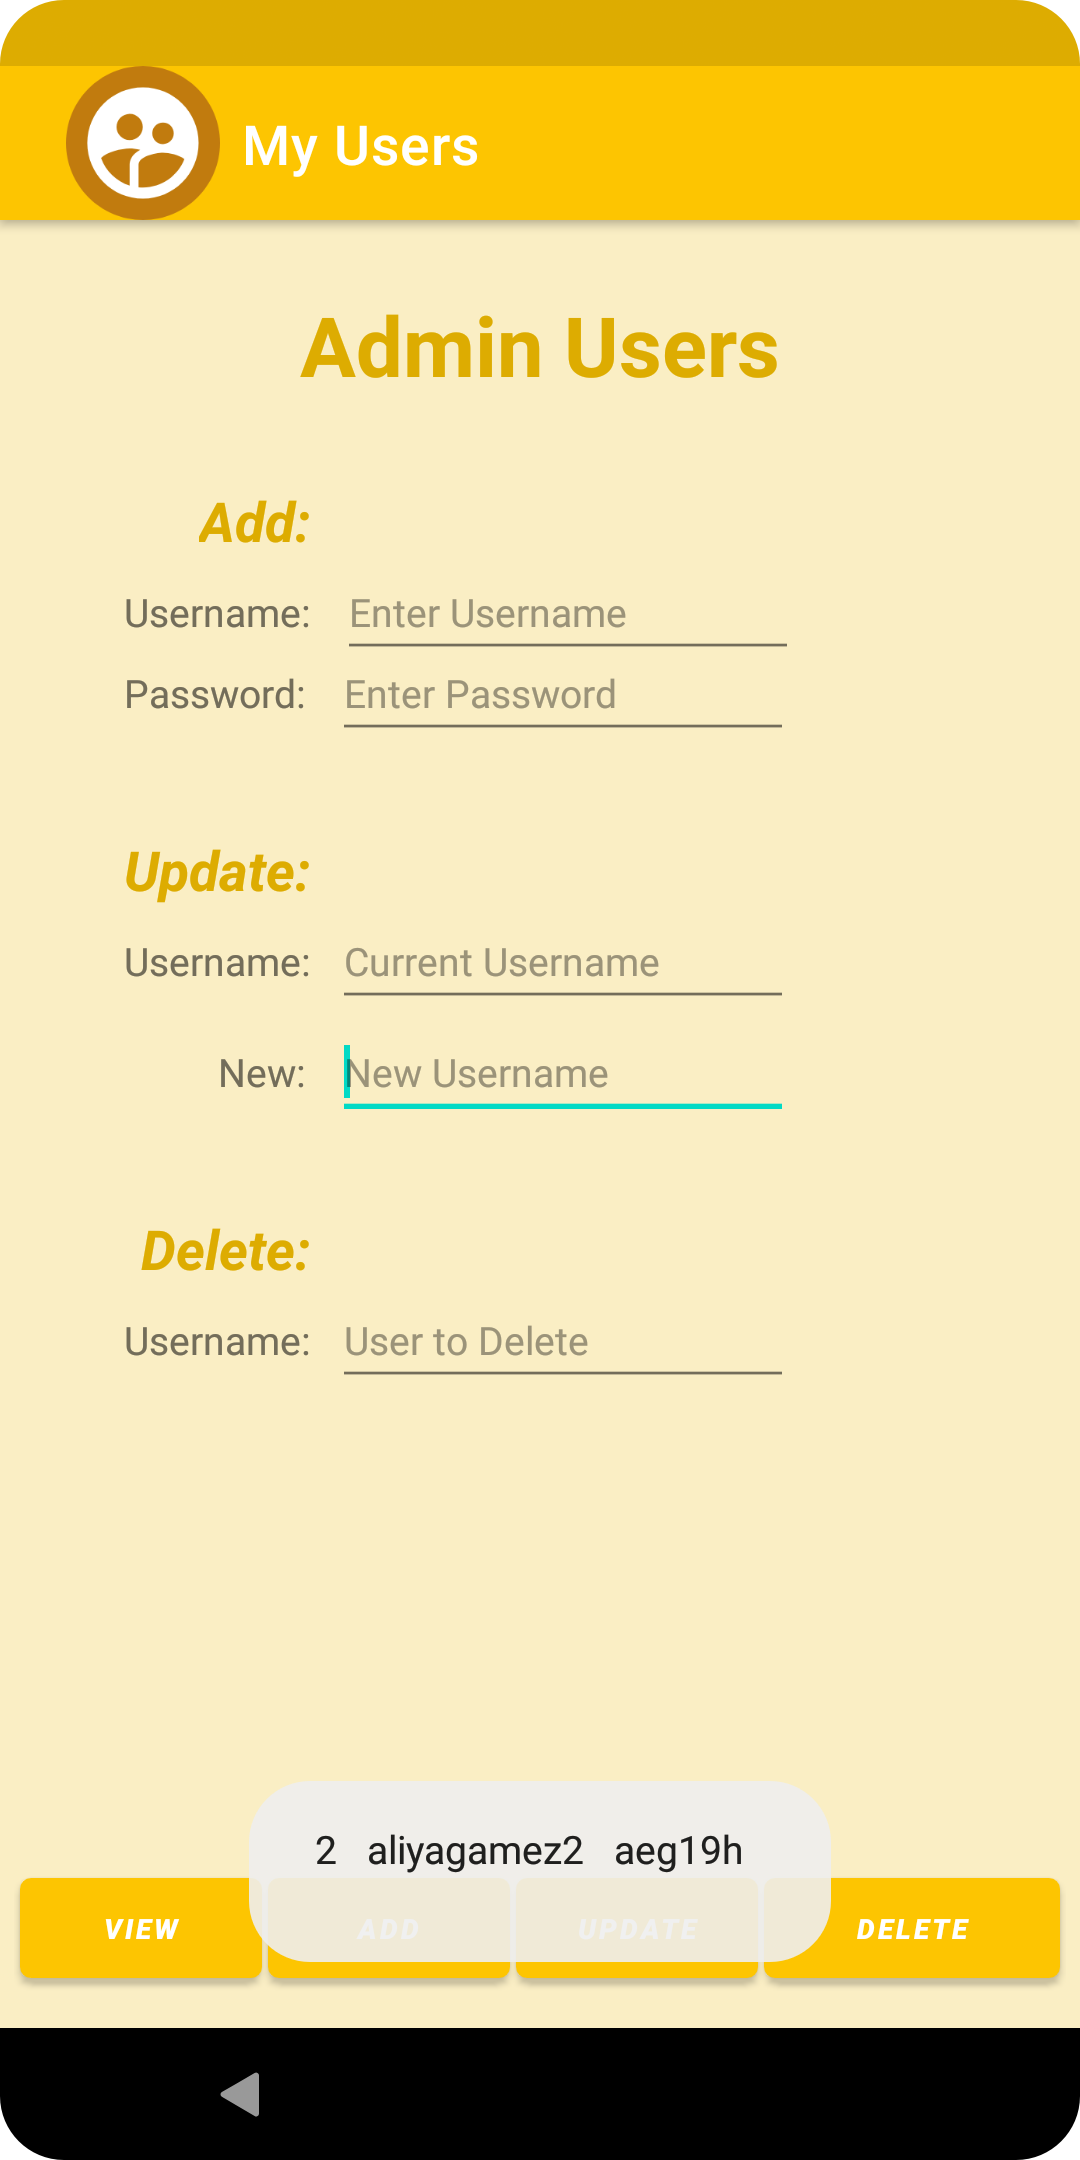 My Users
Admin Users
Add:
Username: Enter Username
Password: Enter Password
Update:
Username: Current Username
New: New Username
Delete:
Username: User to Delete
2 aliyagamez2 aeg19h
VIEW ADD UPDATE DELETE